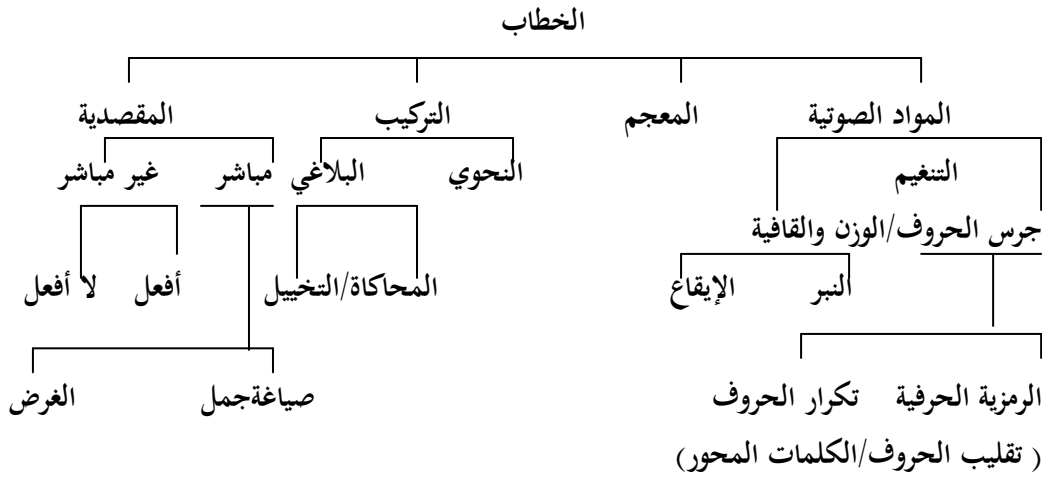 الخطاب
المواد الصوتية المعجم التركيب المقصدية
التنغيم النحوي البلاغي مباشر غير مباشر
جرس الحروف/الوزن والقافية
النبر الإيقاع المحاكاة/التخييل أفعل لا أفعل
الرمزية الحرفية تكرار الحروف صياغةجمل الغرض
( تقليب الحروف/الكلمات المحور)